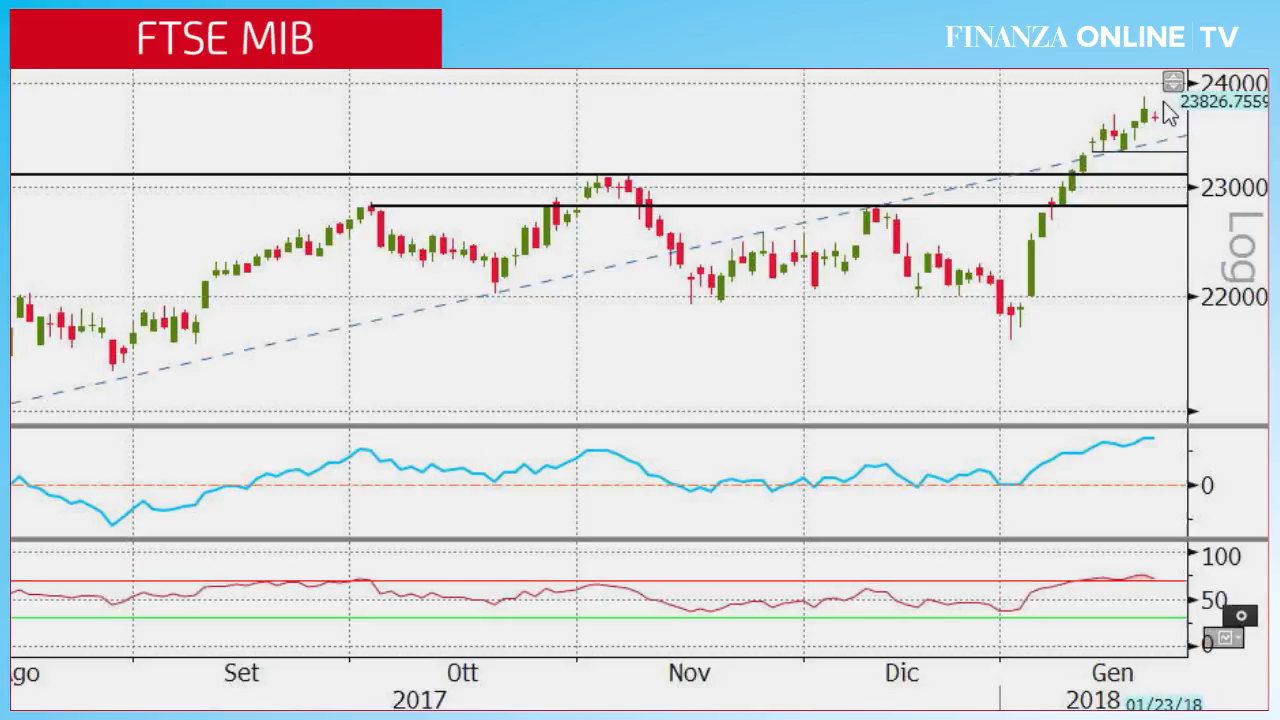 FTSE MIB
FINANZA ONLINE TV
24000
23826.7559
23000
Log
22000
0
100
50
0
go Set Ott Nov Dic Gen
2017 2018 01/23/18